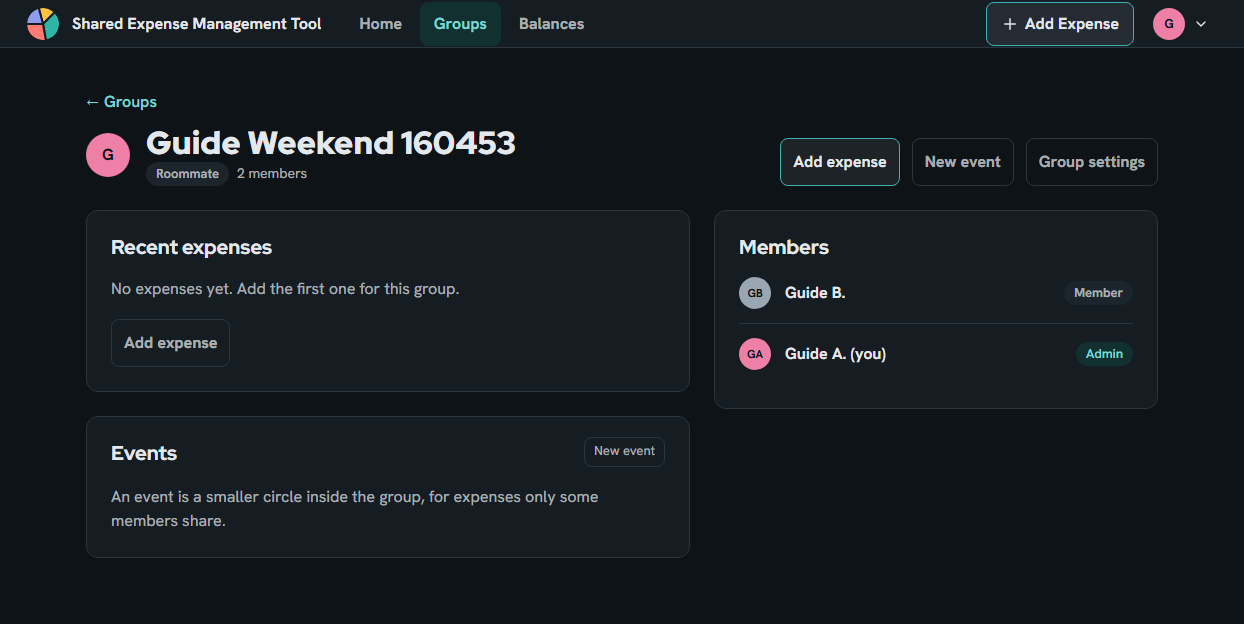 Shared Expense Management Tool
Home
Groups
Balances
+ Add Expense
G
← Groups
G
Guide Weekend 160453
Roommate
2 members
Add expense
New event
Group settings
Recent expenses
No expenses yet. Add the first one for this group.
Add expense
Events
New event
An event is a smaller circle inside the group, for expenses only some
members share.
Members
GB
Guide B.
Member
GA
Guide A. (you)
Admin